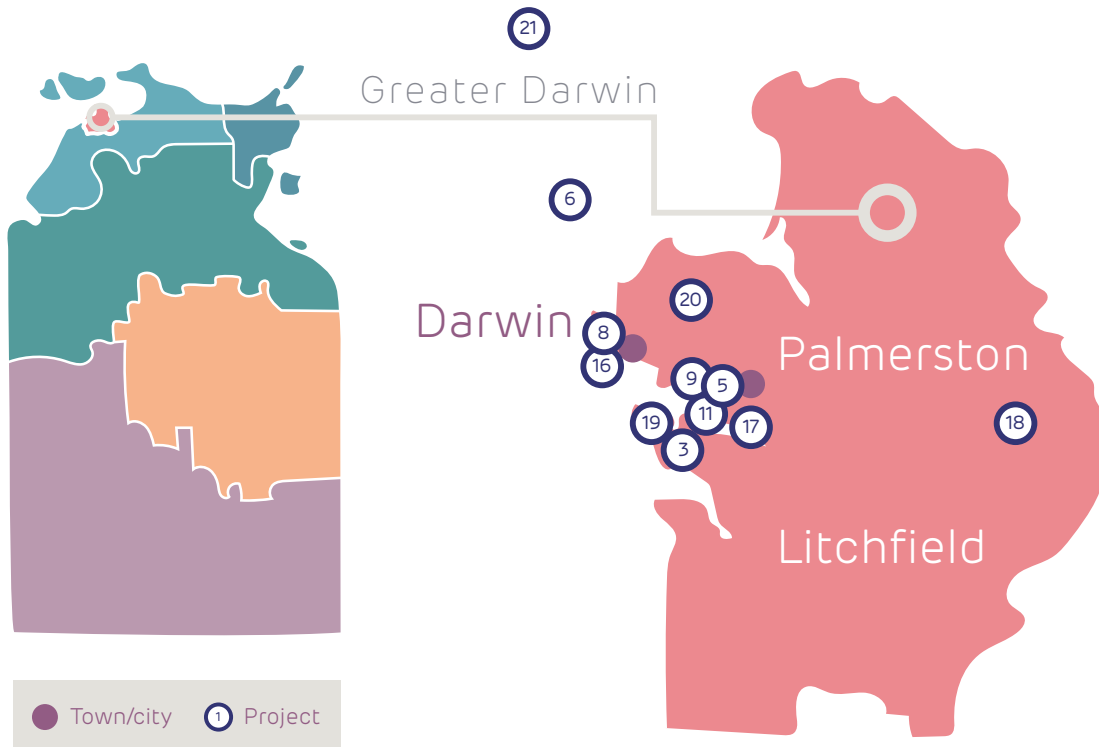 21
Greater Darwin
6
20
Darwin
8
16
Palmerston
9
5
11
19
17
18
3
Litchfield
Town/city
1 Project